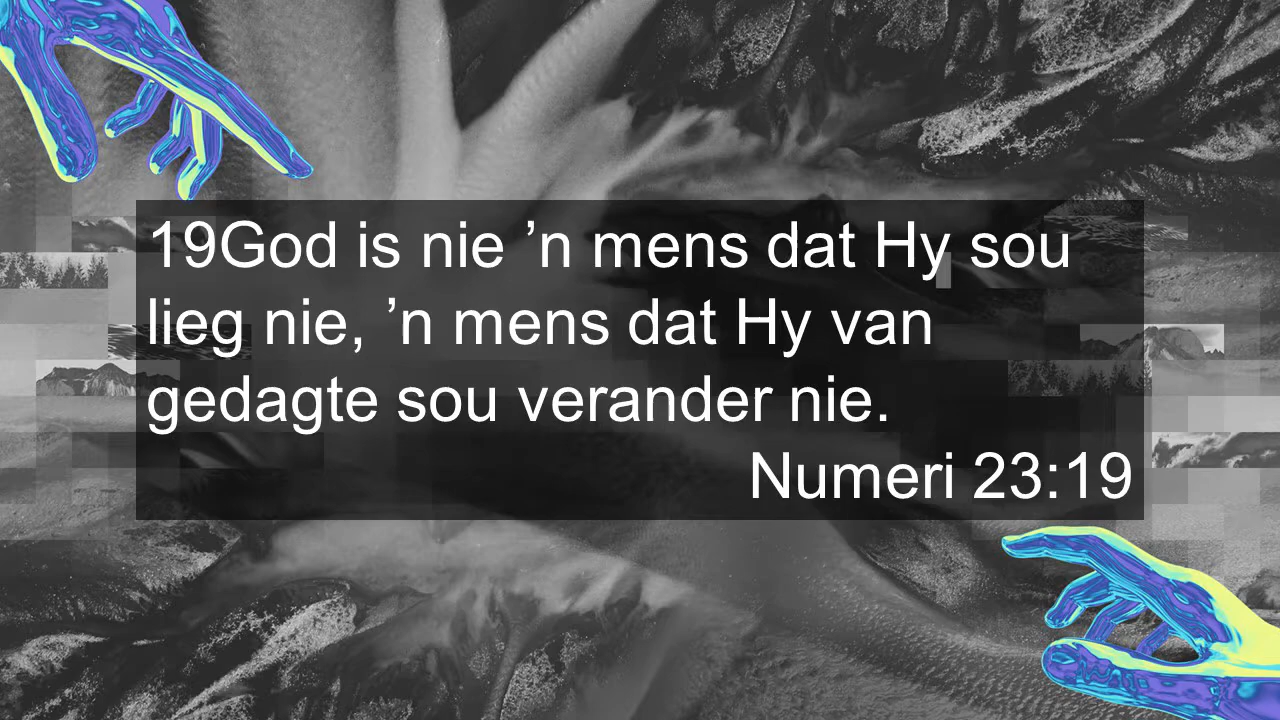 19God is nie ’n mens dat Hy sou
lieg nie, ’n mens dat Hy van
gedagte sou verander nie.
Numeri 23:19